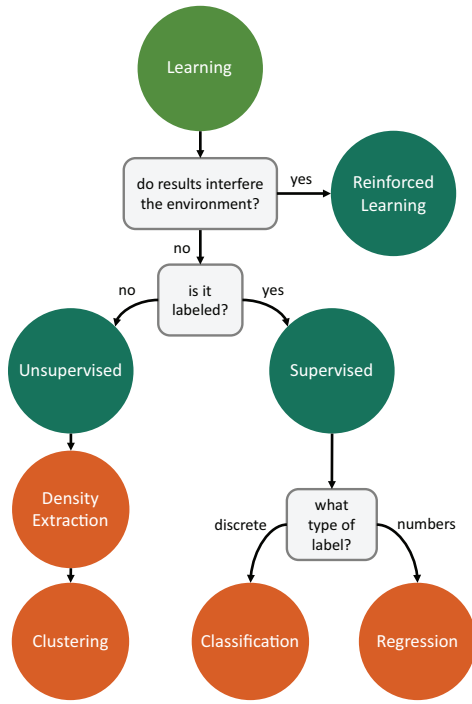 Learning
do results interfere
the environment?
yes
Reinforced
Learning
no
is it
labeled?
no
yes
Unsupervised
Supervised
Density
Extraction
what
type of
label?
discrete
numbers
Clustering
Classification
Regression